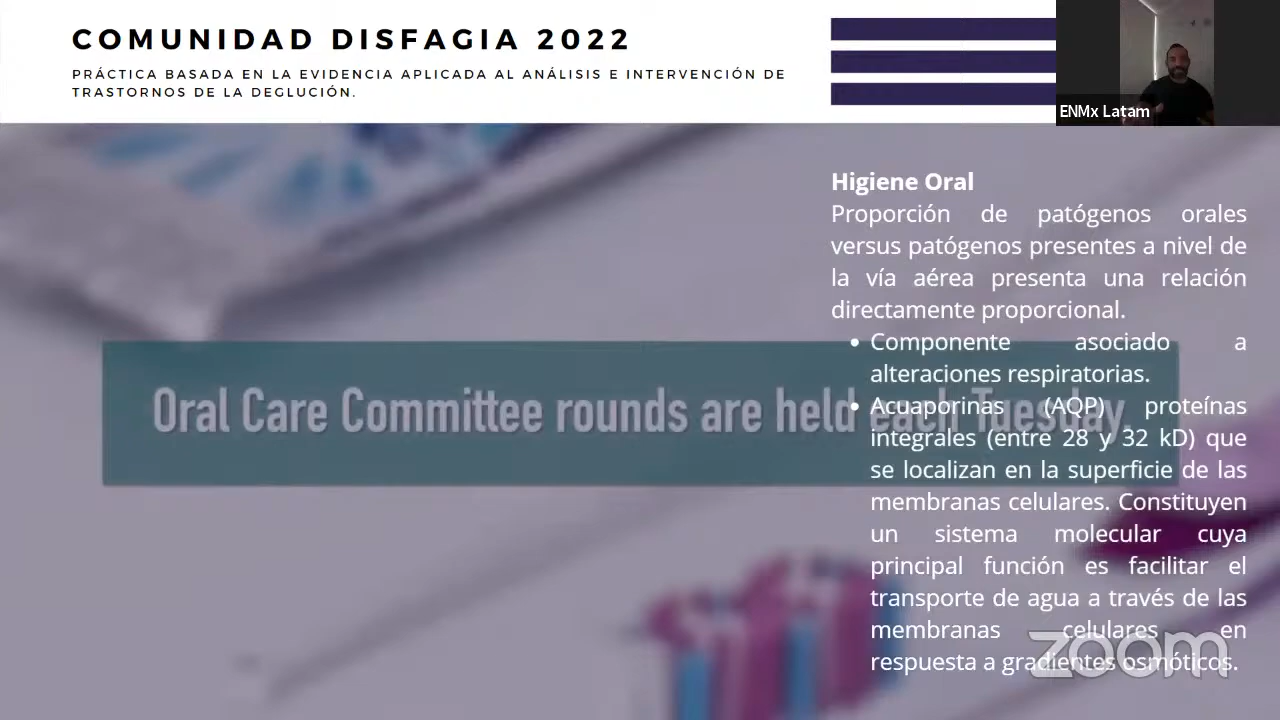 COMUNIDAD DISFAGIA 2022
PRÁCTICA BASADA EN LA EVIDENCIA APLICADA AL ANÁLISIS E INTERVENCIÓN DE
TRASTORNOS DE LA DEGLUCIÓN.
ENMx Latam
Higiene Oral
Proporción de patógenos orales
versus patógenos presentes a nivel de
la vía aérea presenta una relación
directamente proporcional.
• Componente asociado a
alteraciones respiratorias.
• Acuaporinas (AQP) proteínas
integrales (entre 28 y 32 kD) que
se localizan en la superficie de las
membranas celulares. Constituyen
un sistema molecular cuya
principal función es facilitar el
transporte de agua a través de las
membranas celulares en
respuesta a gradientes osmóticos.
Oral Care Committee rounds are held each Tuesday.
zoom